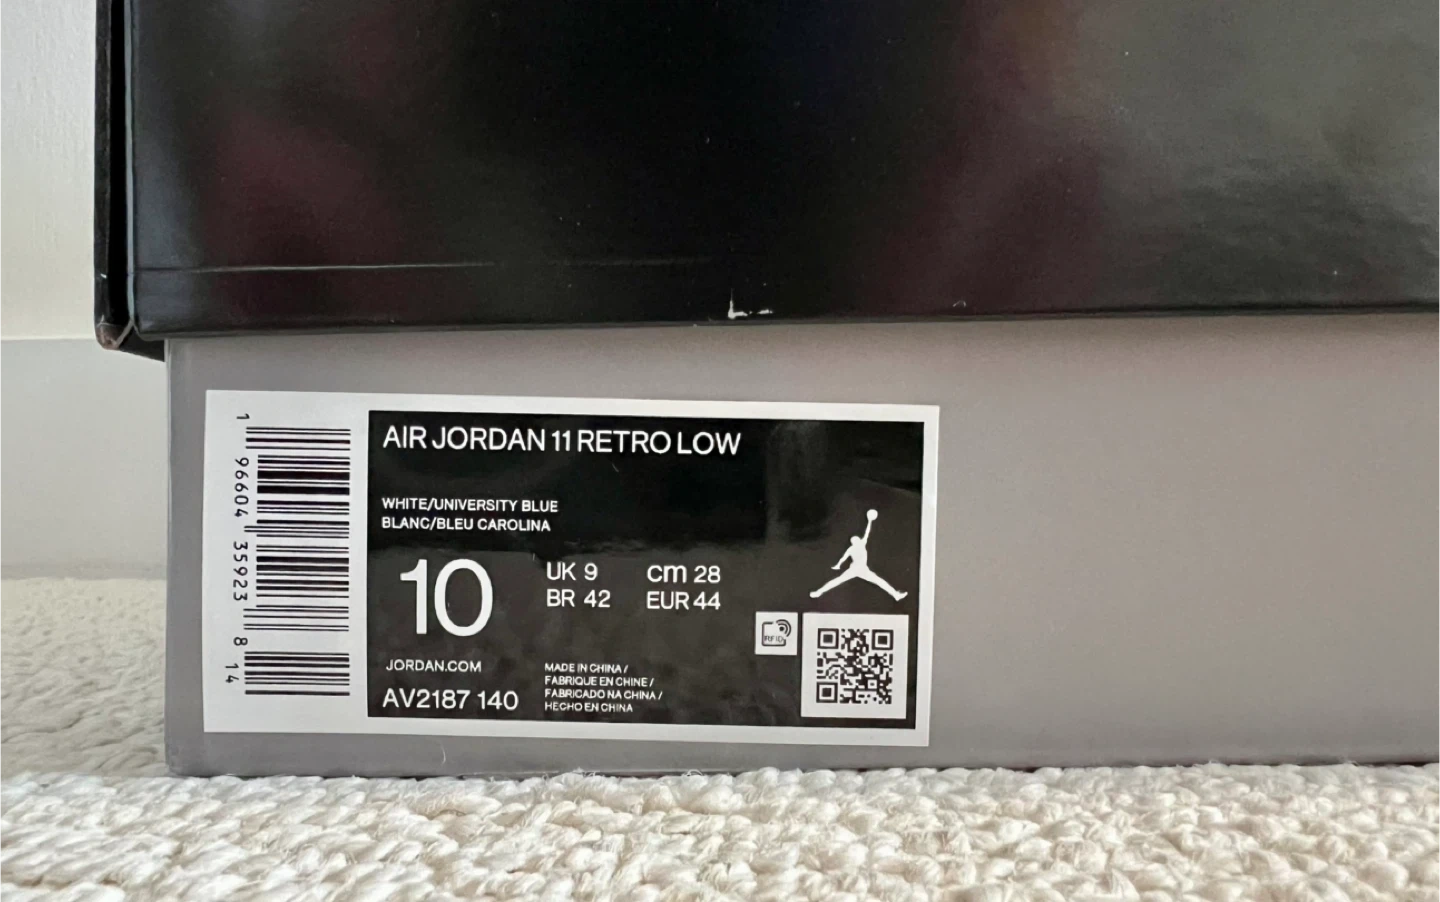 1 96604 35923 8 14
AIR JORDAN 11 RETRO LOW
WHITE/UNIVERSITY BLUE
BLANC/BLEU CAROLINA
10
UK 9
cm 28
BR 42
EUR 44
RFID
JORDAN.COM
AV2187 140
MADE IN CHINA /
FABRIQUE EN CHINE /
FABRICADO NA CHINA /
HECHO EN CHINA